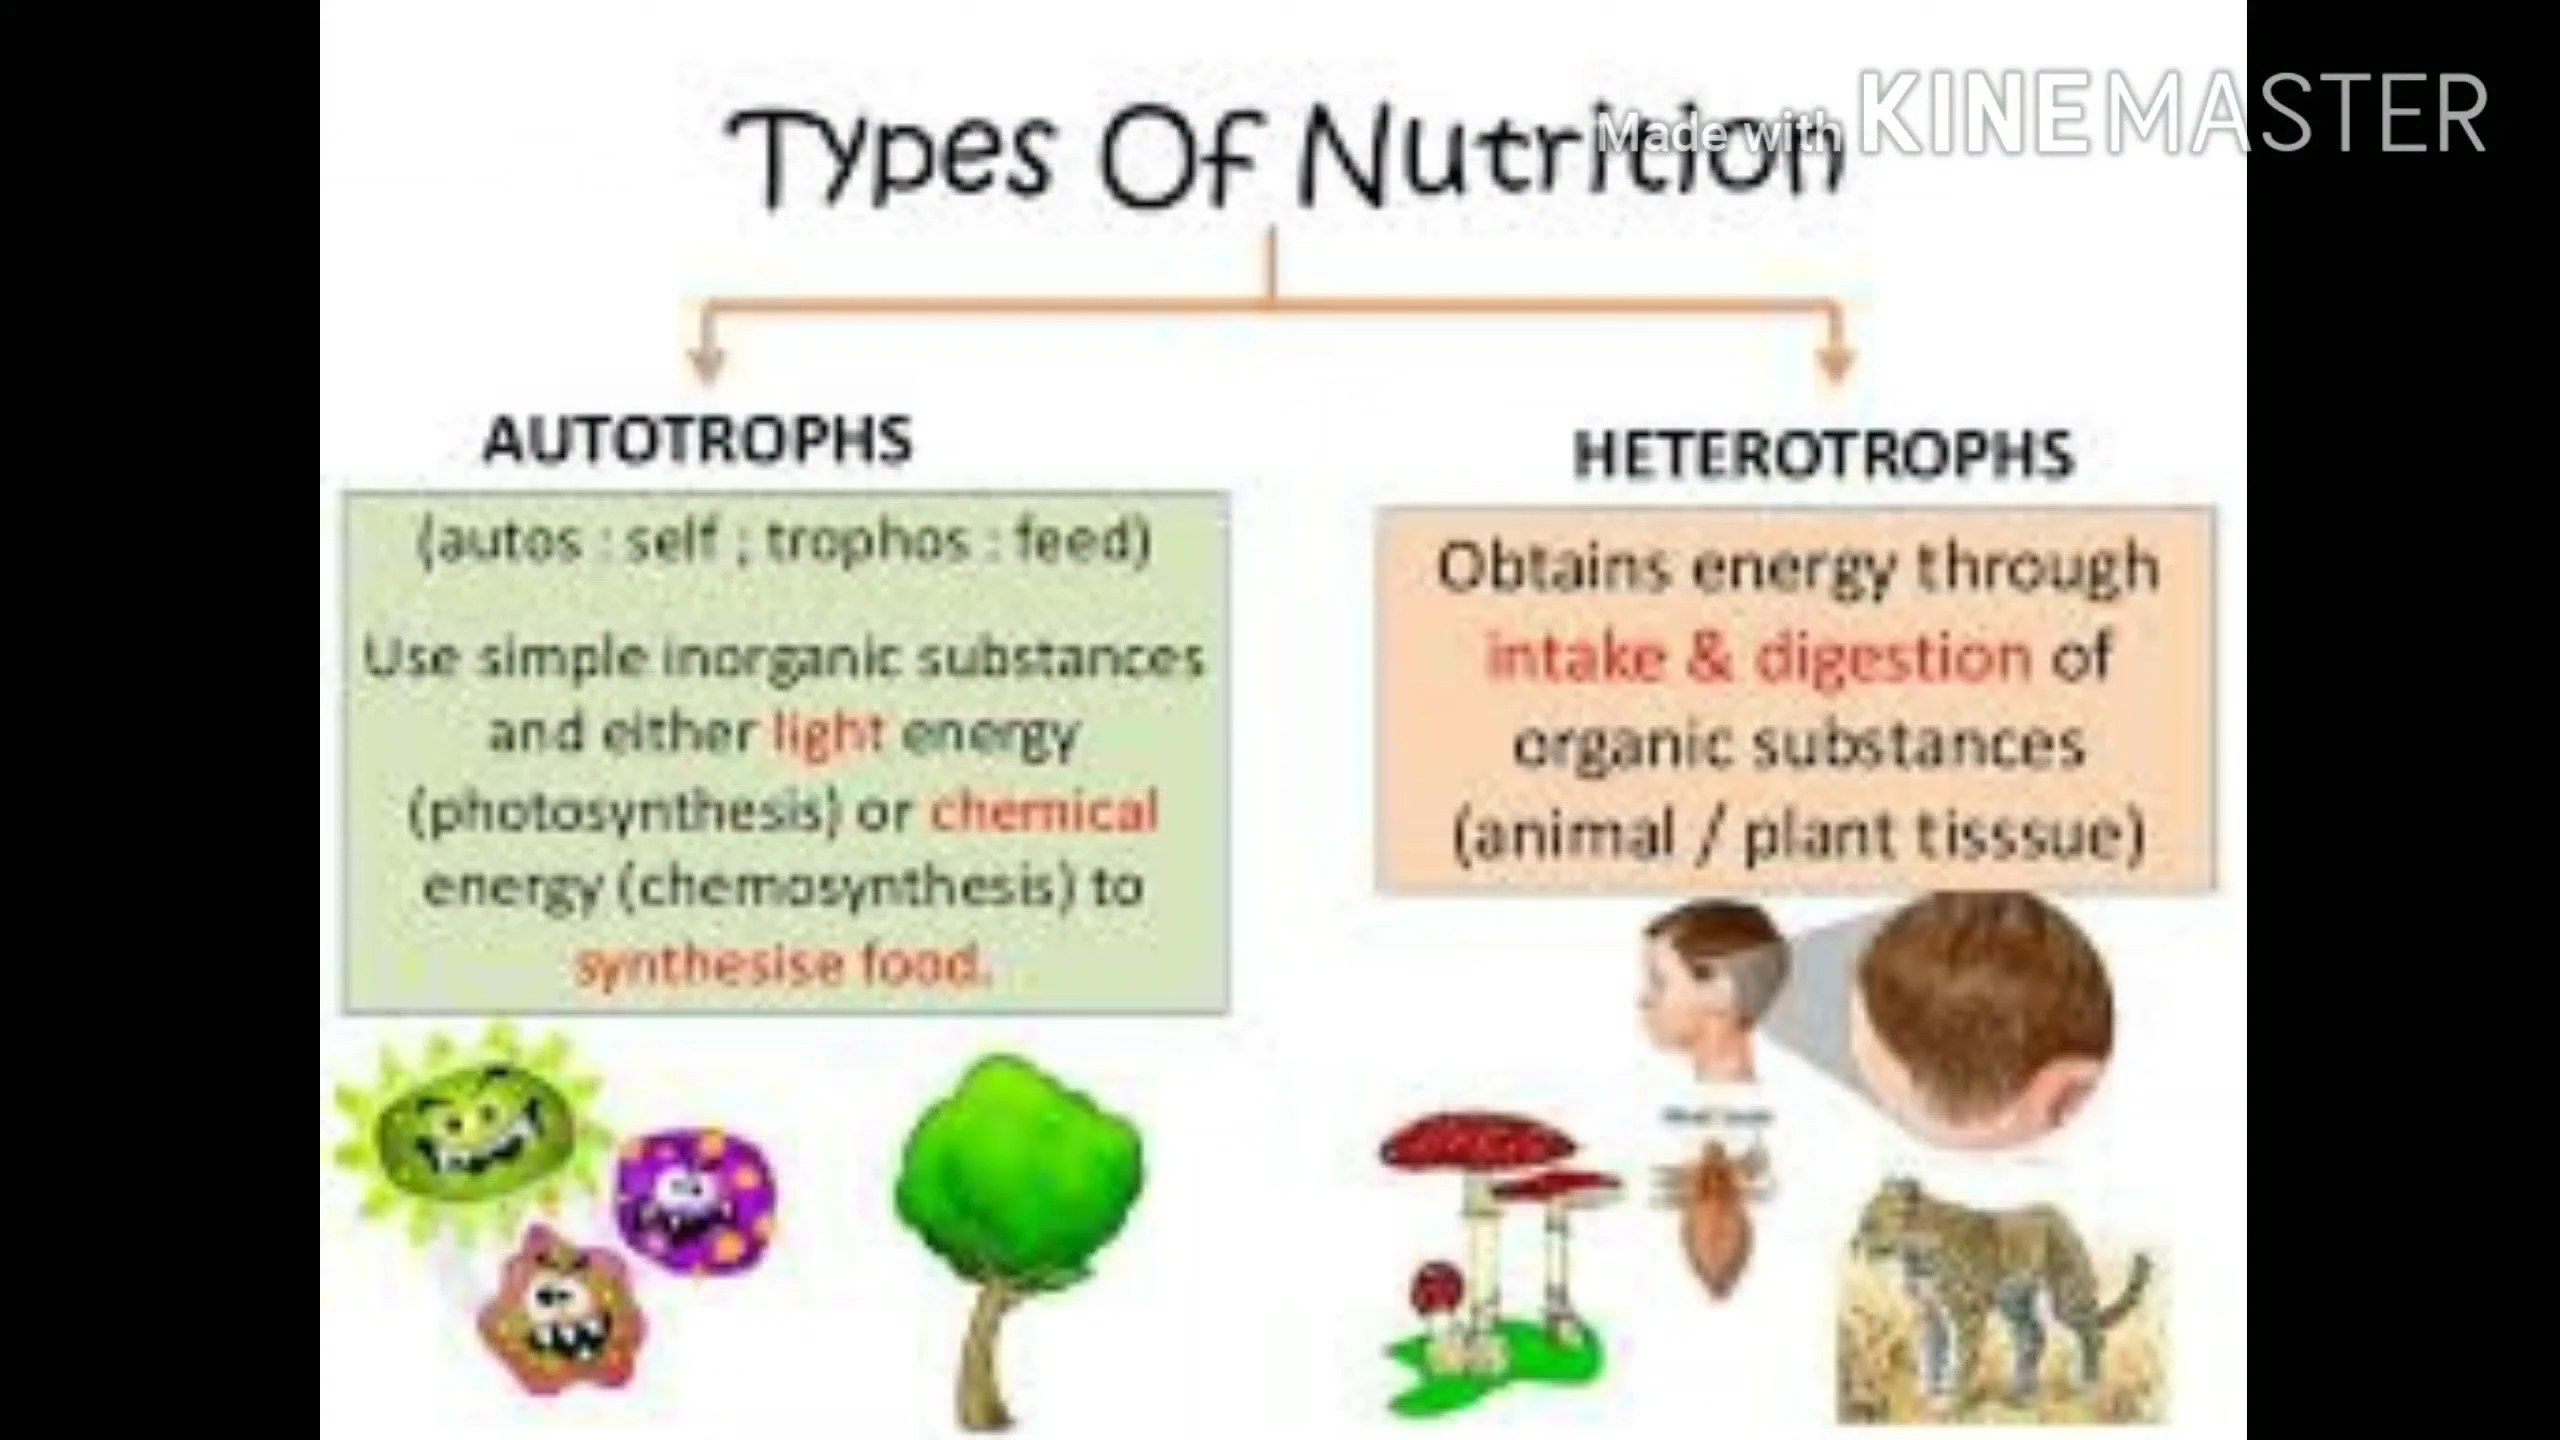 Types Of Nutrition
Made with KINEMASTER
AUTOTROPHS
(autos : self ; trophos : feed)
Use simple inorganic substances
and either light energy
(photosynthesis) or chemical
energy (chemosynthesis) to
synthesise food.
HETEROTROPHS
Obtains energy through
intake & digestion of
organic substances
(animal / plant tisssue)